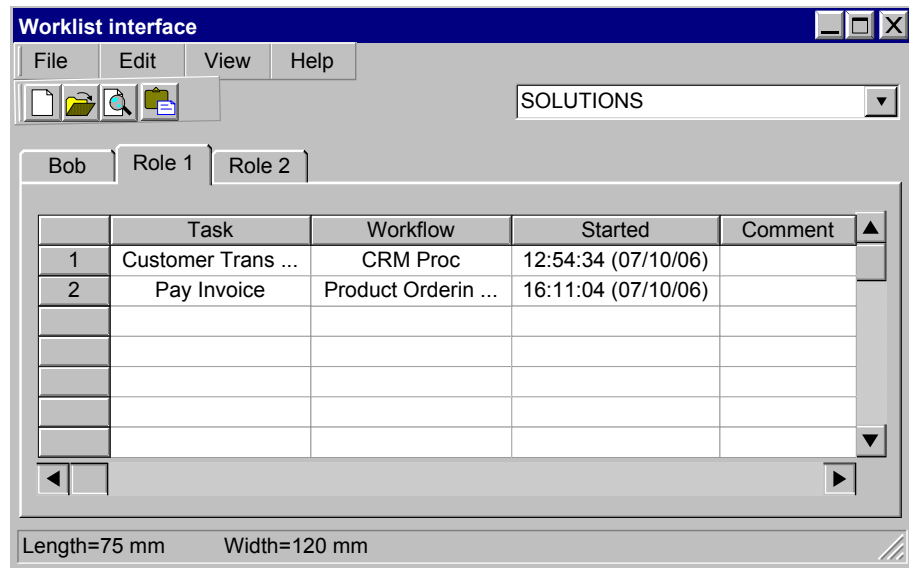 Worklist interface
File Edit View Help
SOLUTIONS
Bob Role 1 Role 2
Task Workflow Started Comment
1 Customer Trans ... CRM Proc 12:54:34 (07/10/06)
2 Pay Invoice Product Orderin ... 16:11:04 (07/10/06)
Length=75 mm Width=120 mm